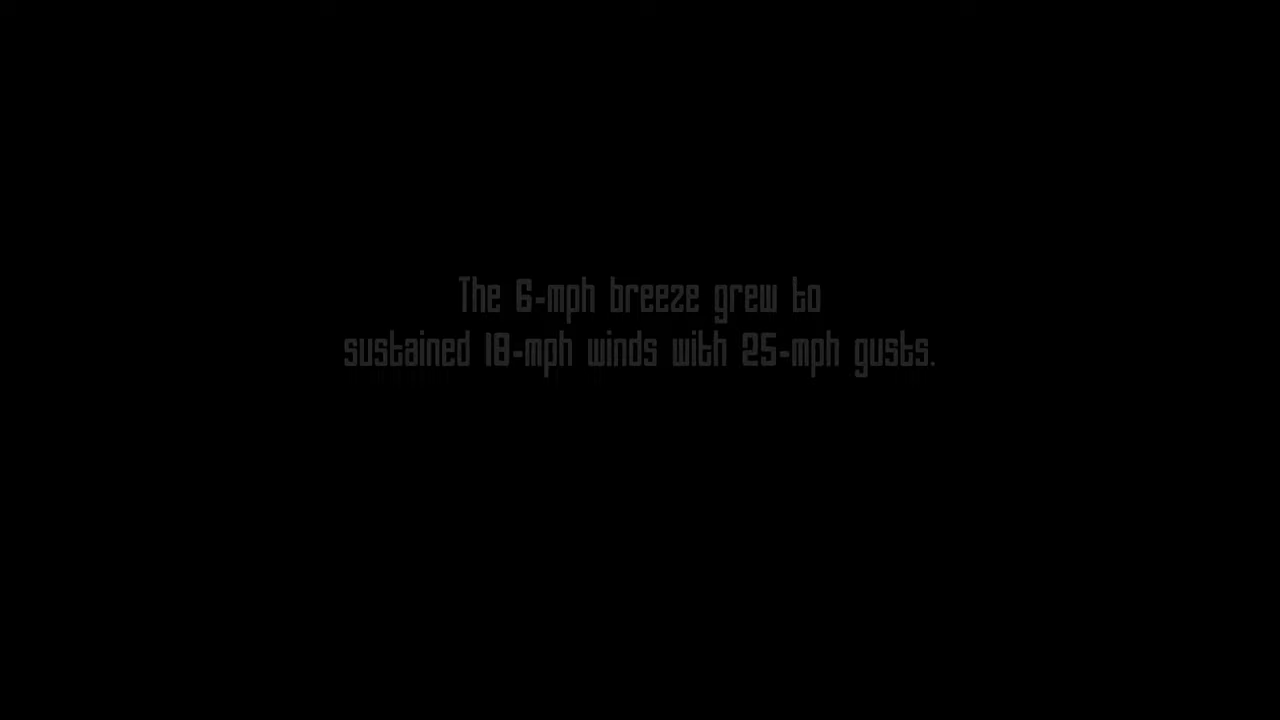 The 6-mph breeze grew to
sustained 18-mph winds with 25-mph gusts.